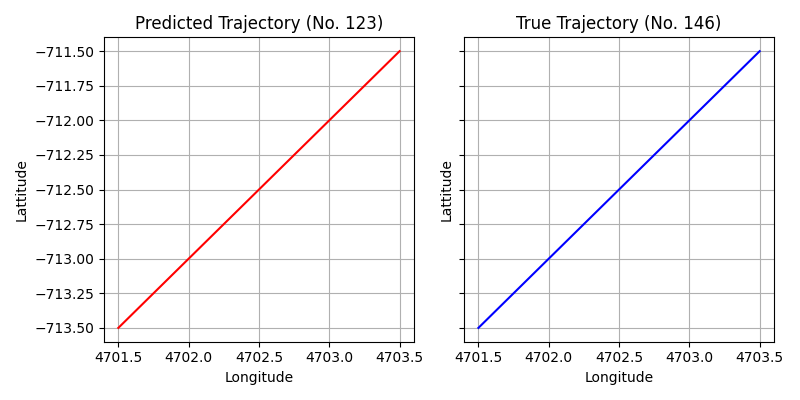 Predicted Trajectory (No. 123)
True Trajectory (No. 146)
−711.50
−711.75
−712.00
−712.25
−712.50
−712.75
−713.00
−713.25
−713.50
Lattitude
Lattitude
4701.5 4702.0 4702.5 4703.0 4703.5
4701.5 4702.0 4702.5 4703.0 4703.5
Longitude
Longitude